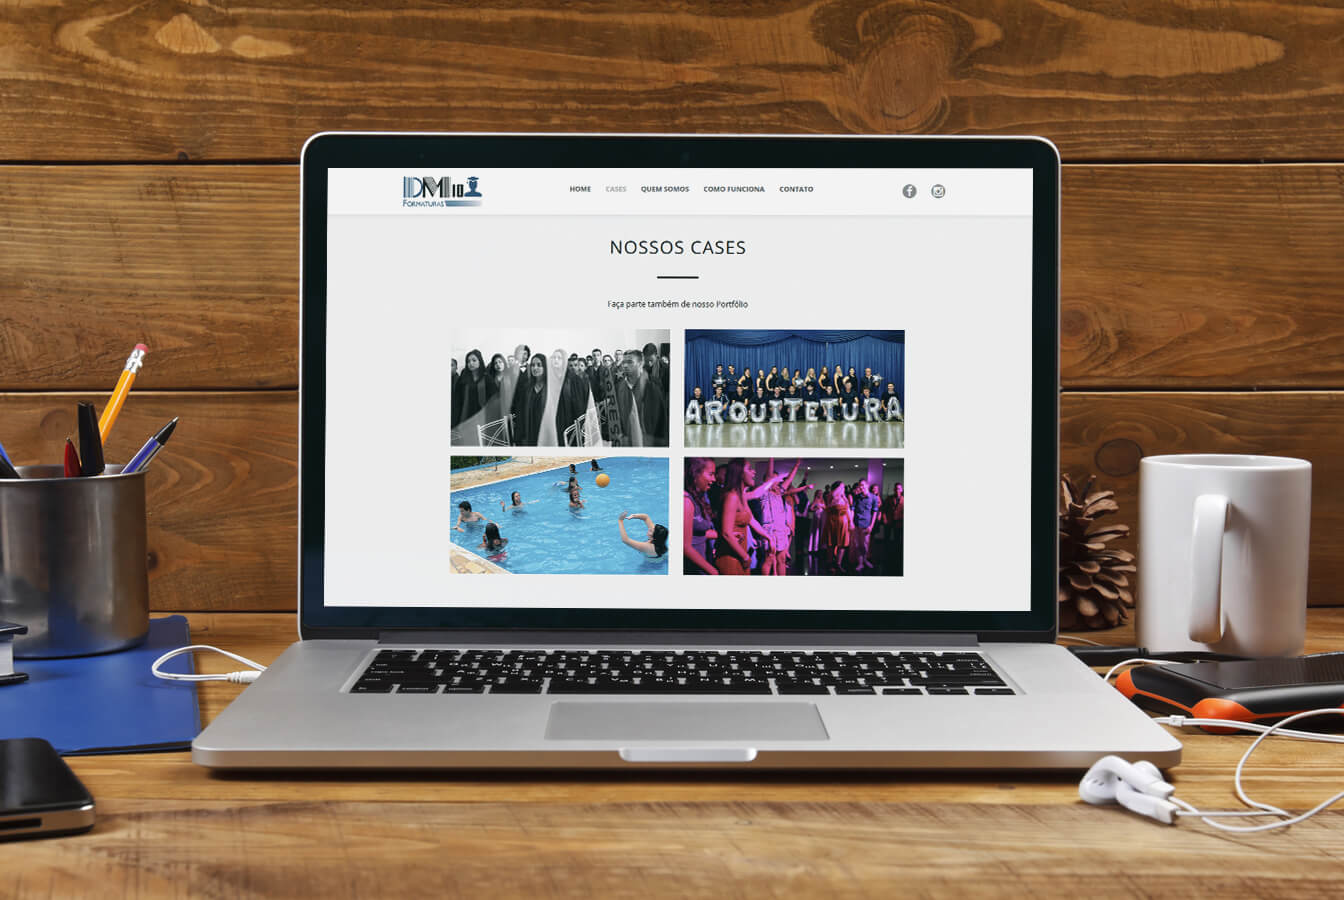 DM10
FORMATURAS
HOME CASES QUEM SOMOS COMO FUNCIONA CONTATO
NOSSOS CASES
Faça parte também de nosso Portfólio
ARQUITETURA